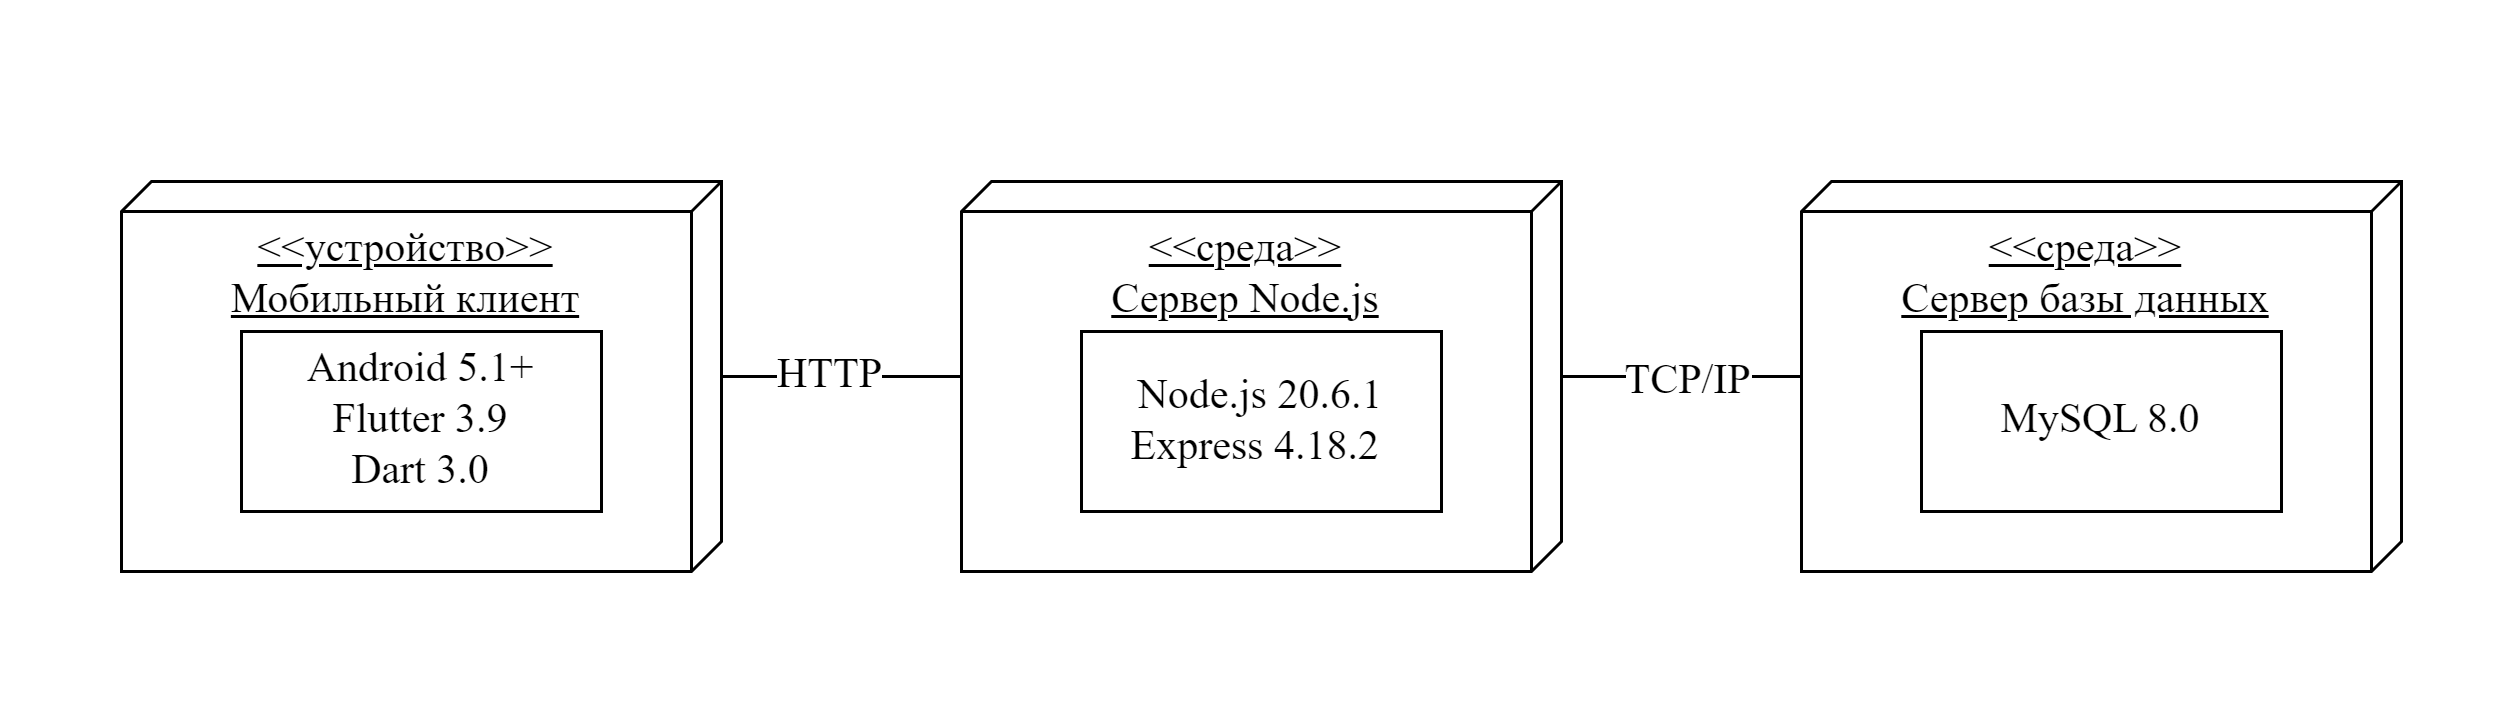 <<устройство>>
Мобильный клиент
Android 5.1+
Flutter 3.9
Dart 3.0
HTTP
<<среда>>
Сервер Node.js
Node.js 20.6.1
Express 4.18.2
TCP/IP
<<среда>>
Сервер базы данных
MySQL 8.0